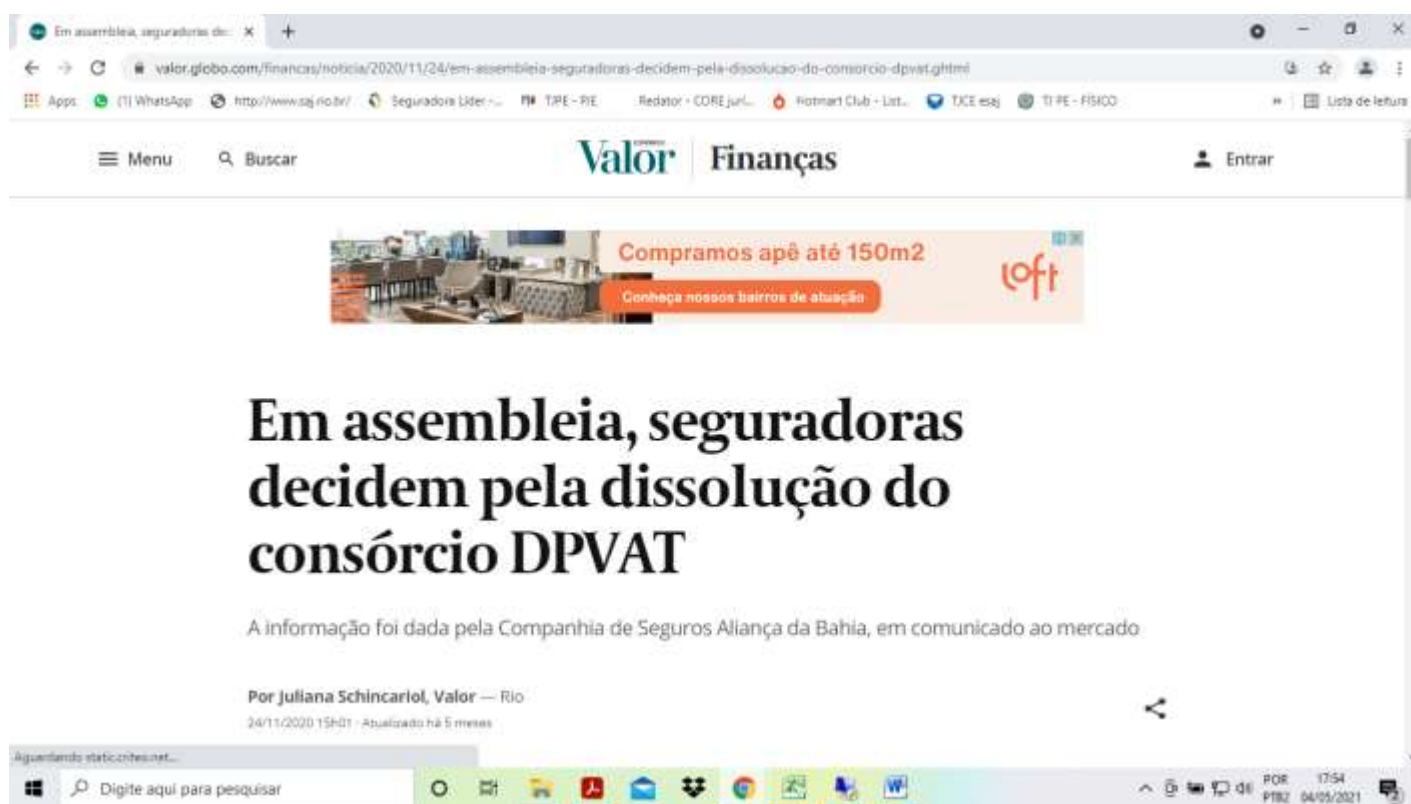 Em assembleia, seguradoras de
valor.globo.com/financas/noticia/2020/11/24/em-assembleia-seguradoras-decidem-pela-dissolucao-do-consorcio-dpvat.ghtml
Apps (1) WhatsApp http://www.saj.rio.br/ Seguradora Líder -... TJPE - PJE Redator - CORE jurí... Hotmart Club - List... TJCE esaj TJ PE - FÍSICO » Lista de leitura
Menu Buscar Valor Finanças Entrar
Compramos apê até 150m2
loft
Conheça nossos bairros de atuação
Em assembleia, seguradoras
decidem pela dissolução do
consórcio DPVAT
A informação foi dada pela Companhia de Seguros Aliança da Bahia, em comunicado ao mercado
Por Juliana Schincariol, Valor — Rio
24/11/2020 15h01 · Atualizado há 5 meses
Aguardando static.criteo.net...
Digite aqui para pesquisar
POR 17:54
PTB2 04/05/2021